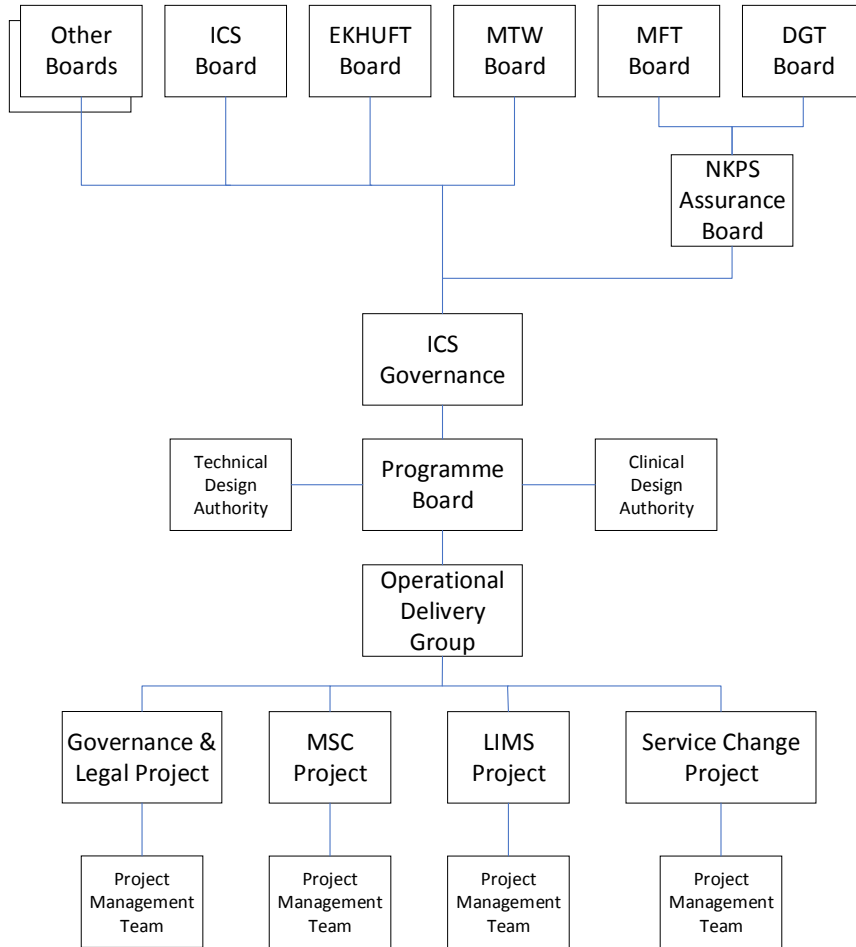 Other
Boards
ICS
Board
EKHUFT
Board
MTW
Board
MFT
Board
DGT
Board
NKPS
Assurance
Board
ICS
Governance
Technical
Design
Authority
Programme
Board
Clinical
Design
Authority
Operational
Delivery
Group
Governance &
Legal Project
MSC
Project
LIMS
Project
Service Change
Project
Project
Management
Team
Project
Management
Team
Project
Management
Team
Project
Management
Team